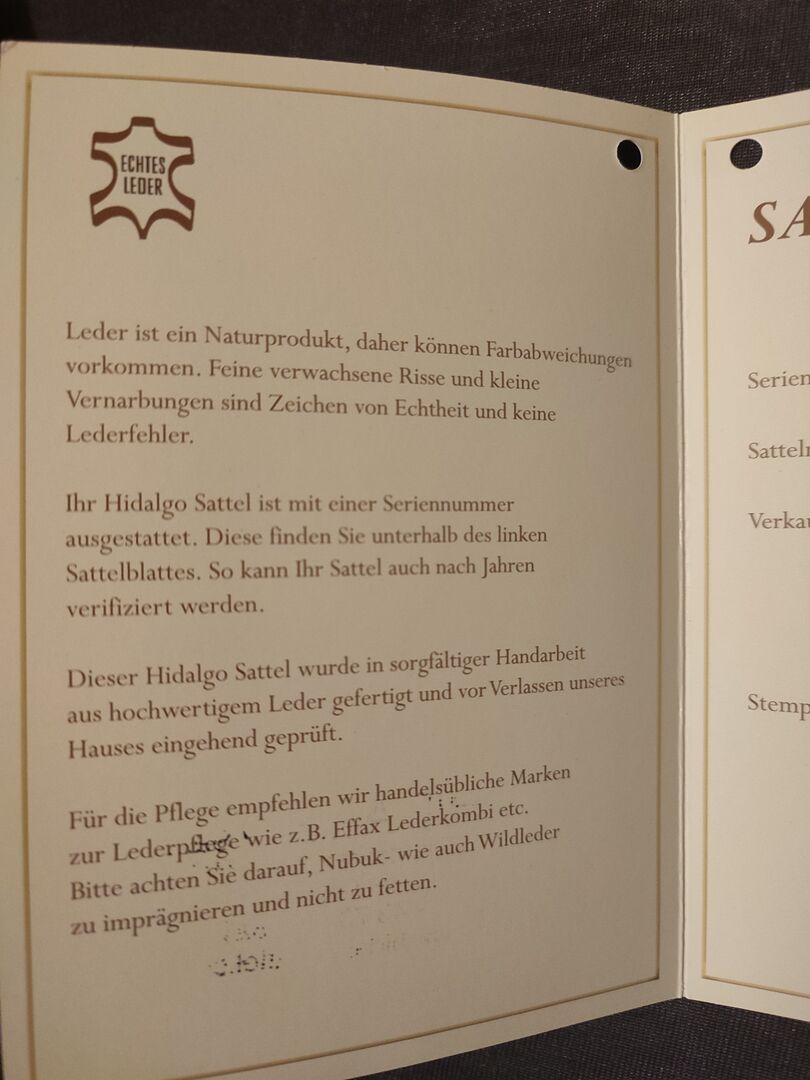 ECHTES
LEDER
Leder ist ein Naturprodukt, daher können Farbabweichungen
vorkommen. Feine verwachsene Risse und kleine
Vernarbungen sind Zeichen von Echtheit und keine
Lederfehler.
Ihr Hidalgo Sattel ist mit einer Seriennummer
ausgestattet. Diese finden Sie unterhalb des linken
Sattelblattes. So kann Ihr Sattel auch nach Jahren
verifiziert werden.
Dieser Hidalgo Sattel wurde in sorgfältiger Handarbeit
aus hochwertigem Leder gefertigt und vor Verlassen unseres
Hauses eingehend geprüft.
Für die Pflege empfehlen wir handelsübliche Marken
zur Lederpflege wie z.B. Effax Lederkombi etc.
Bitte achten Sie darauf, Nubuk- wie auch Wildleder
zu imprägnieren und nicht zu fetten.
SA
Serien
Satteln
Verkau
Stemp